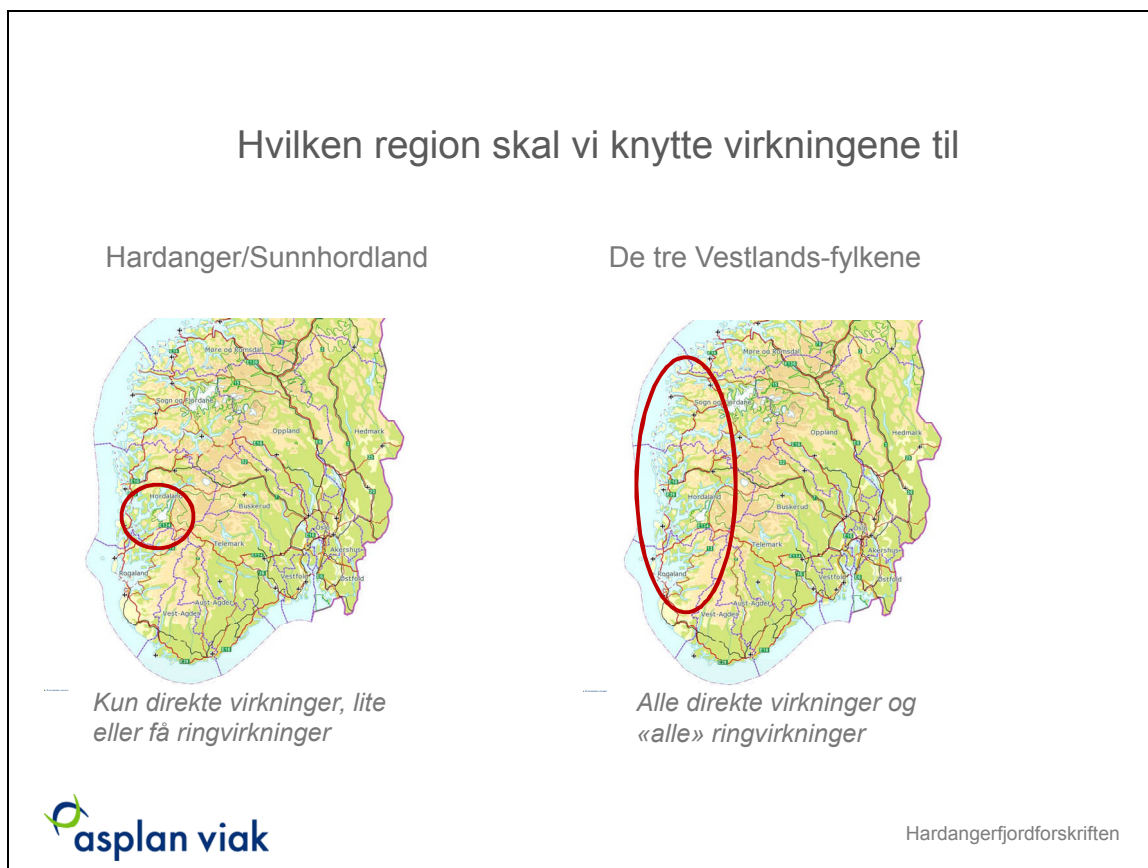 Hvilken region skal vi knytte virkningene til
Hardanger/Sunnhordland
De tre Vestlands-fylkene
Møre og Romsdal
Sogn og Fjordane
Oppland
Hedmark
Hordaland
Buskerud
Telemark
Oslo
Akershus
Rogaland
Vestfold
Østfold
Aust-Agder
Vest-Agder
Møre og Romsdal
Sogn og Fjordane
Oppland
Hedmark
Hordaland
Buskerud
Telemark
Oslo
Akershus
Rogaland
Vestfold
Østfold
Aust-Agder
Vest-Agder
Kun direkte virkninger, lite
eller få ringvirkninger
Alle direkte virkninger og
«alle» ringvirkninger
asplan viak
Hardangerfjordforskriften